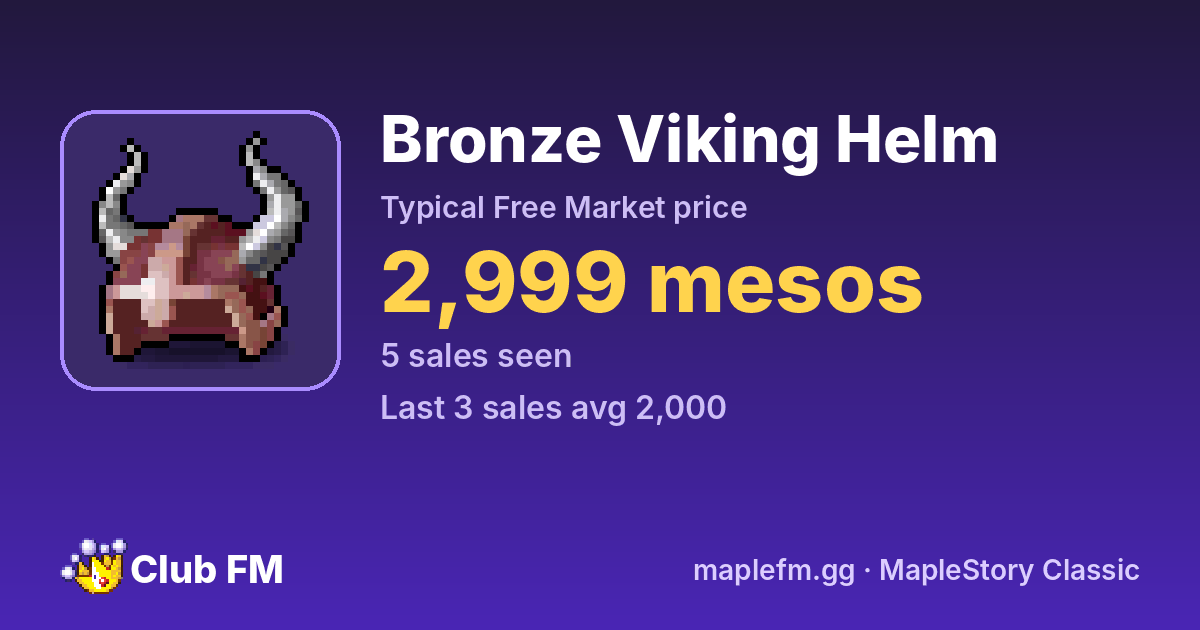 Bronze Viking Helm
Typical Free Market price
2,999 mesos
5 sales seen
Last 3 sales avg 2,000
Club FM
maplefm.gg · MapleStory Classic